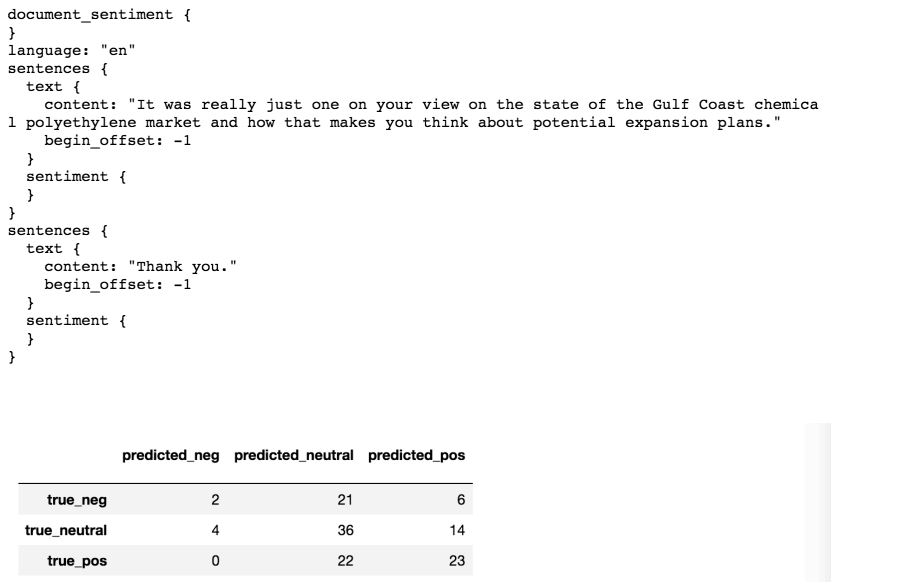 document_sentiment {
}
language: "en"
sentences {
  text {
    content: "It was really just one on your view on the state of the Gulf Coast chemica
l polyethylene market and how that makes you think about potential expansion plans."
    begin_offset: -1
  }
  sentiment {
  }
}
sentences {
  text {
    content: "Thank you."
    begin_offset: -1
  }
  sentiment {
  }
}
predicted_neg predicted_neutral predicted_pos
true_neg 2 21 6
true_neutral 4 36 14
true_pos 0 22 23